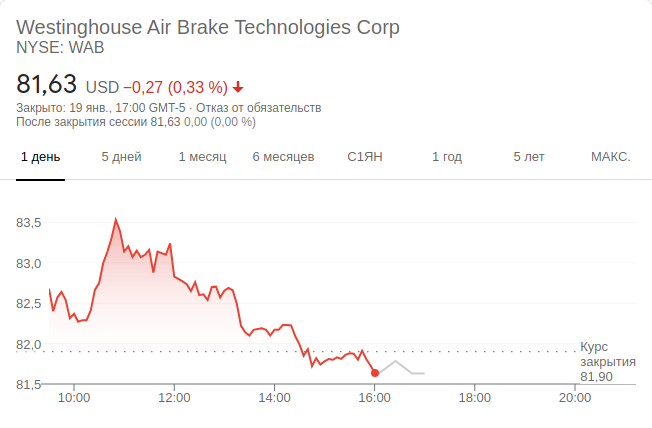 Westinghouse Air Brake Technologies Corp
NYSE: WAB
81,63 USD −0,27 (0,33 %)
Закрыто: 19 янв., 17:00 GMT-5 · Отказ от обязательств
После закрытия сессии 81,63 0,00 (0,00 %)
1 день 5 дней 1 месяц 6 месяцев С1ЯН 1 год 5 лет МАКС.
83,5
83,0
82,5
82,0
Курс
закрытия
81,90
81,5
10:00 12:00 14:00 16:00 18:00 20:00